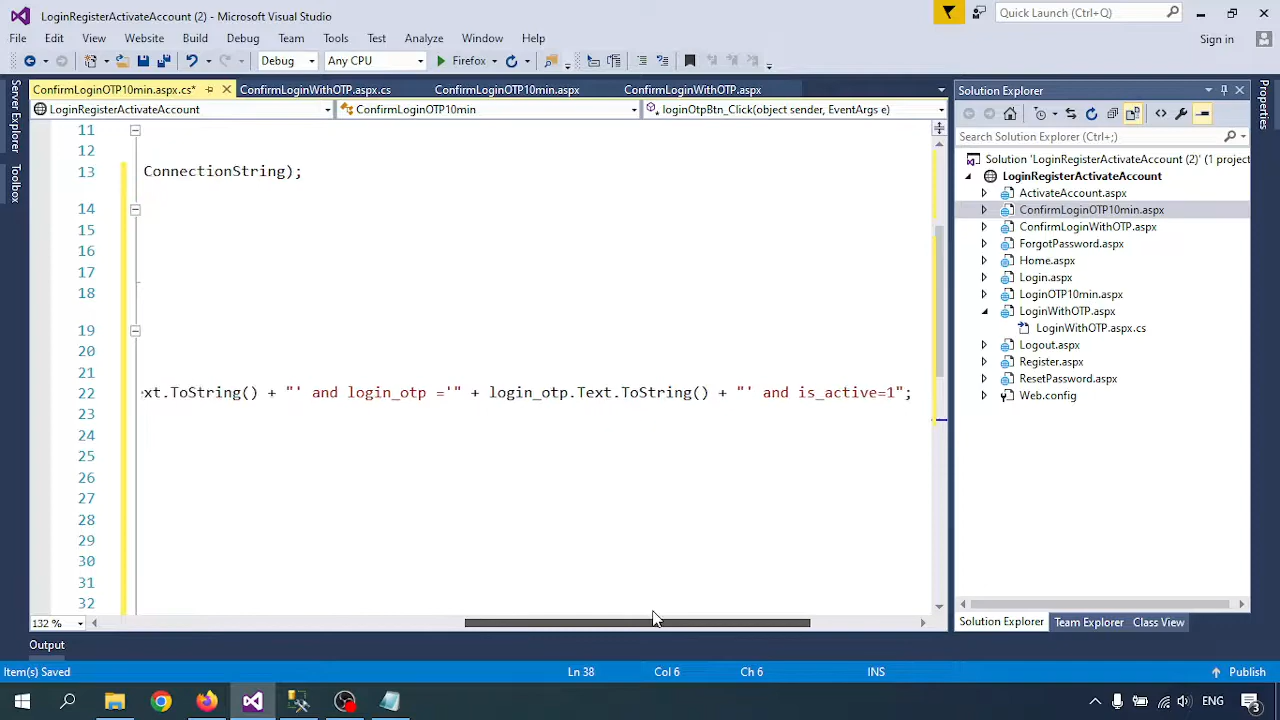 LoginRegisterActivateAccount (2) - Microsoft Visual Studio
Quick Launch (Ctrl+Q)
File Edit View Website Build Debug Team Tools Test Analyze Window Help
Sign in
Debug Any CPU Firefox
Server Explorer
Toolbox
ConfirmLoginOTP10min.aspx.cs* ConfirmLoginWithOTP.aspx.cs ConfirmLoginOTP10min.aspx ConfirmLoginWithOTP.aspx
LoginRegisterActivateAccount ConfirmLoginOTP10min loginOtpBtn_Click(object sender, EventArgs e)
11
12
13 ConnectionString);
14
15
16
17
18
19
20
21
22 xt.ToString() + "' and login_otp ='" + login_otp.Text.ToString() + "' and is_active=1";
23
24
25
26
27
28
29
30
31
32
132 %
Solution Explorer
Search Solution Explorer (Ctrl+;)
Solution 'LoginRegisterActivateAccount (2)' (1 project
LoginRegisterActivateAccount
ActivateAccount.aspx
ConfirmLoginOTP10min.aspx
ConfirmLoginWithOTP.aspx
ForgotPassword.aspx
Home.aspx
Login.aspx
LoginOTP10min.aspx
LoginWithOTP.aspx
LoginWithOTP.aspx.cs
Logout.aspx
Register.aspx
ResetPassword.aspx
Web.config
Solution Explorer Team Explorer Class View
Properties
Output
Item(s) Saved Ln 38 Col 6 Ch 6 INS Publish
ENG
3